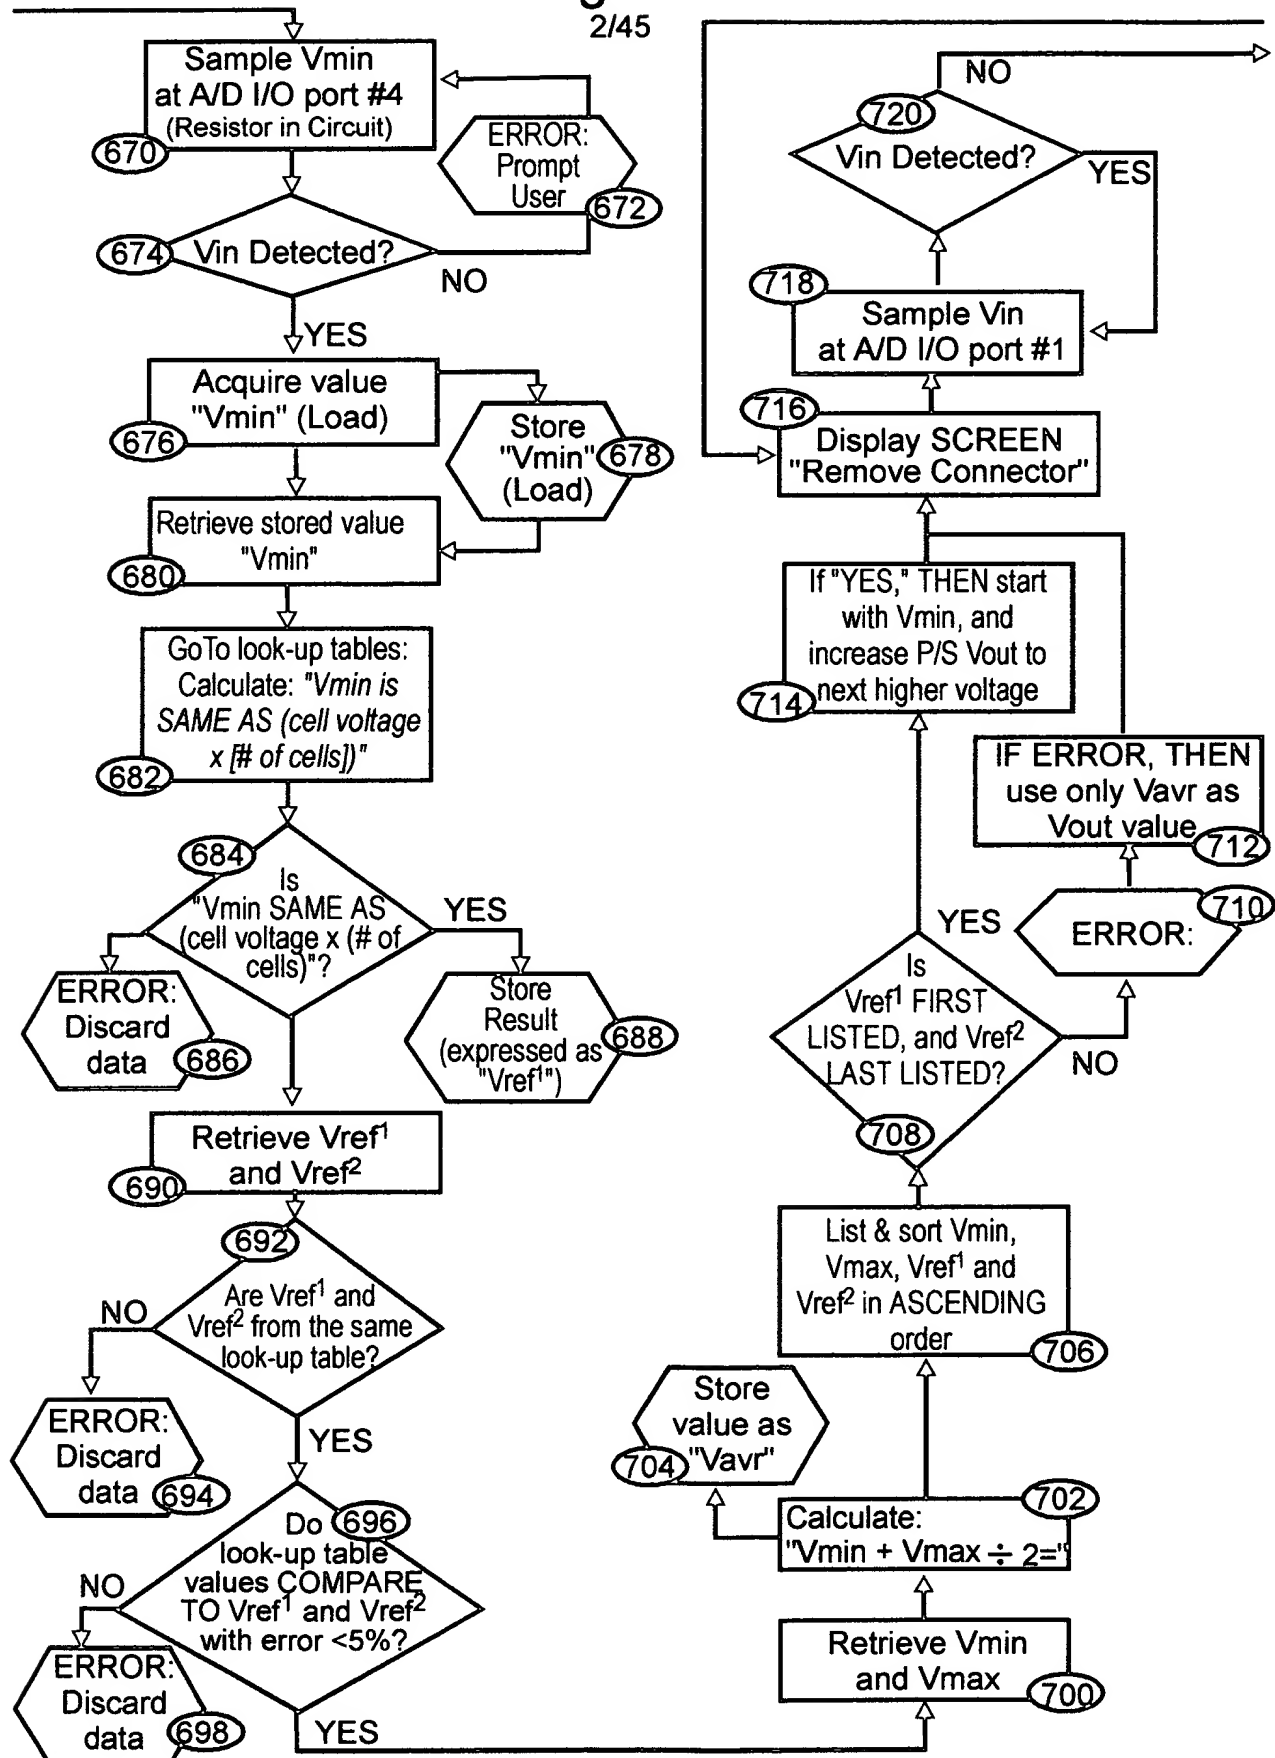 2/45
Sample Vmin
at A/D I/O port #4
(Resistor in Circuit)
670
ERROR:
Prompt
User
672
674
Vin Detected?
NO
YES
Acquire value
"Vmin" (Load)
676
Store
"Vmin"
(Load)
678
Retrieve stored value
"Vmin"
680
GoTo look-up tables:
Calculate: "Vmin is
SAME AS (cell voltage
x [# of cells])"
682
684
Is
"Vmin SAME AS
(cell voltage x (# of
cells)"?
YES
ERROR:
Discard
data
686
Store
Result
(expressed as
"Vref¹")
688
Retrieve Vref¹
and Vref²
690
692
Are Vref¹ and
Vref² from the same
look-up table?
NO
ERROR:
Discard
data
694
YES
Do
696
look-up table
values COMPARE
TO Vref¹ and Vref²
with error <5%?
NO
ERROR:
Discard
data
698
YES
NO
720
Vin Detected?
YES
718
Sample Vin
at A/D I/O port #1
716
Display SCREEN
"Remove Connector"
If "YES," THEN start
with Vmin, and
increase P/S Vout to
next higher voltage
714
IF ERROR, THEN
use only Vavr as
Vout value
712
710
ERROR:
YES
Is
Vref¹ FIRST
LISTED, and Vref²
LAST LISTED?
NO
708
List & sort Vmin,
Vmax, Vref¹ and
Vref² in ASCENDING
order
706
Store
value as
"Vavr"
704
702
Calculate:
"Vmin + Vmax ÷ 2="
Retrieve Vmin
and Vmax
700